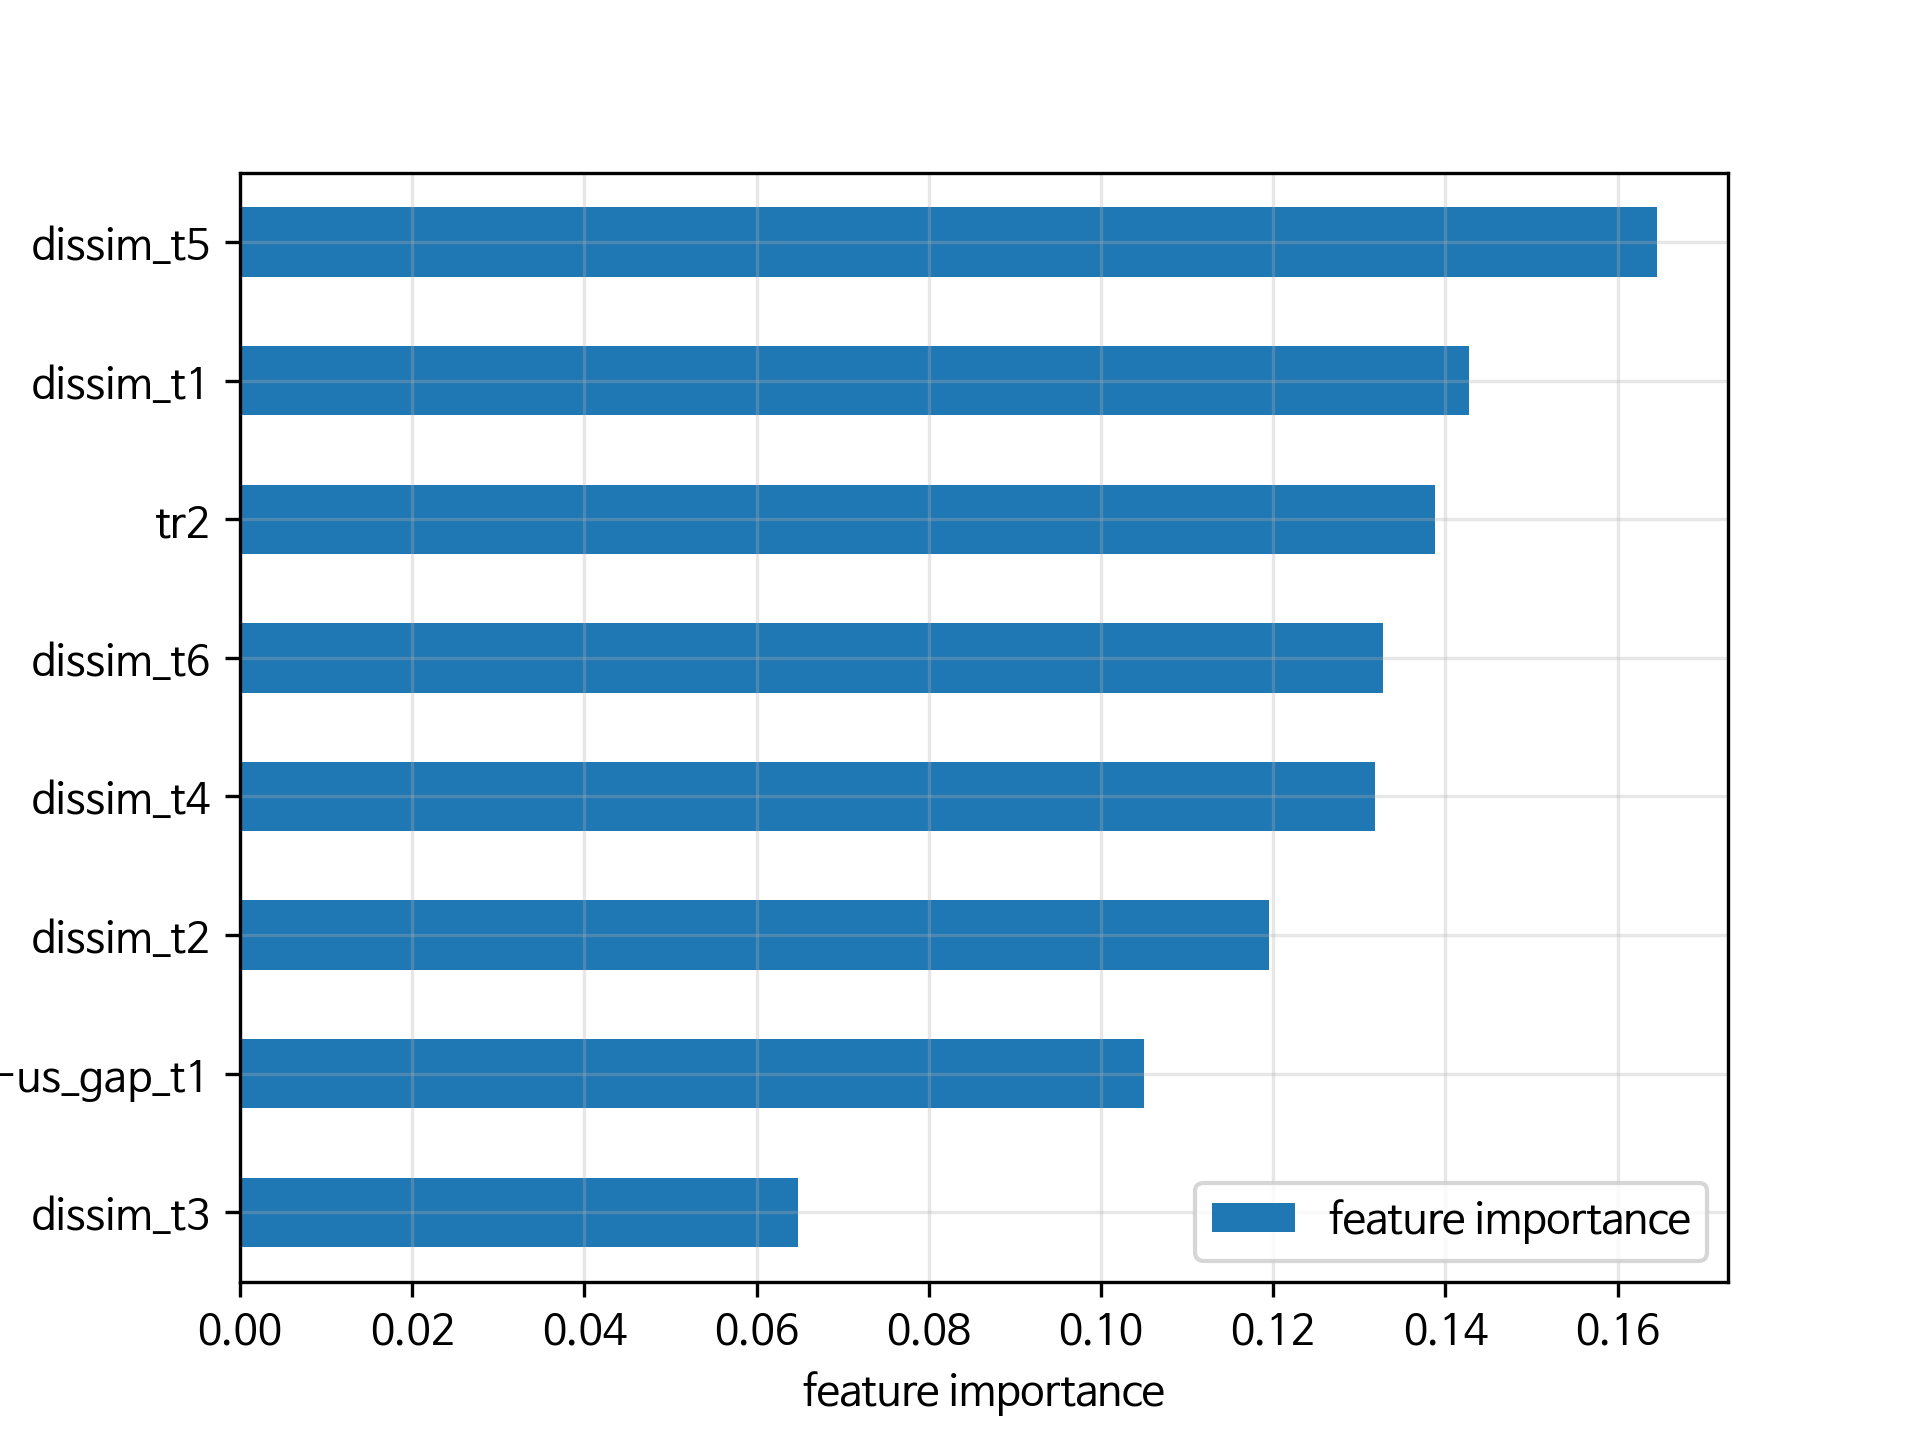 dissim_t5
dissim_t1
tr2
dissim_t6
dissim_t4
dissim_t2
-us_gap_t1
dissim_t3
feature importance
0.00 0.02 0.04 0.06 0.08 0.10 0.12 0.14 0.16
feature importance